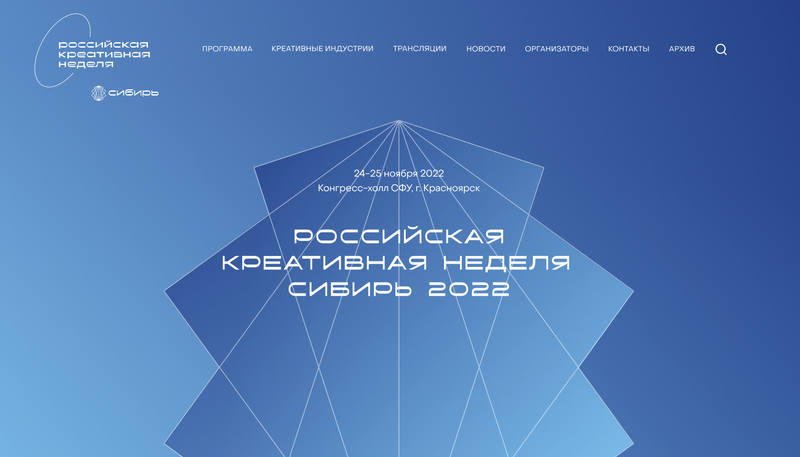 российская
креативная
неделя
сибирь
ПРОГРАММА
КРЕАТИВНЫЕ ИНДУСТРИИ
ТРАНСЛЯЦИИ
НОВОСТИ
ОРГАНИЗАТОРЫ
КОНТАКТЫ
АРХИВ
24-25 ноября 2022
Конгресс-холл СФУ, г. Красноярск
РОССИЙСКАЯ
КРЕАТИВНАЯ НЕДЕЛЯ
СИБИРЬ 2022